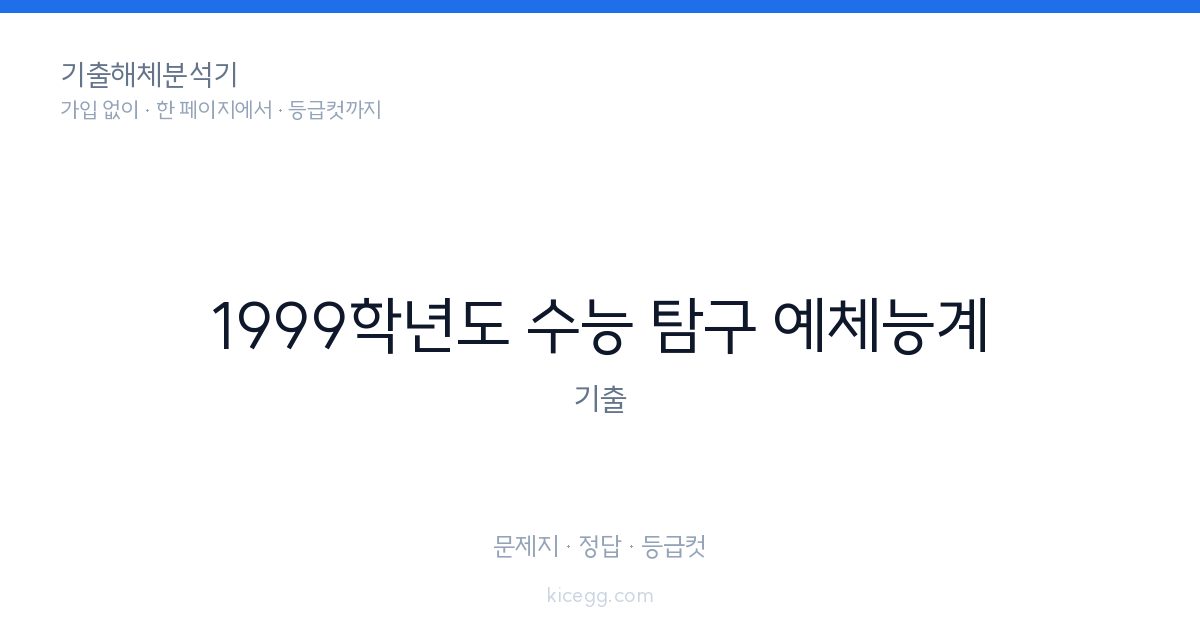 기출해체분석기
가입 없이 · 한 페이지에서 · 등급컷까지
1999학년도 수능 탐구 예체능계
기출
문제지 · 정답 · 등급컷
kicegg.com